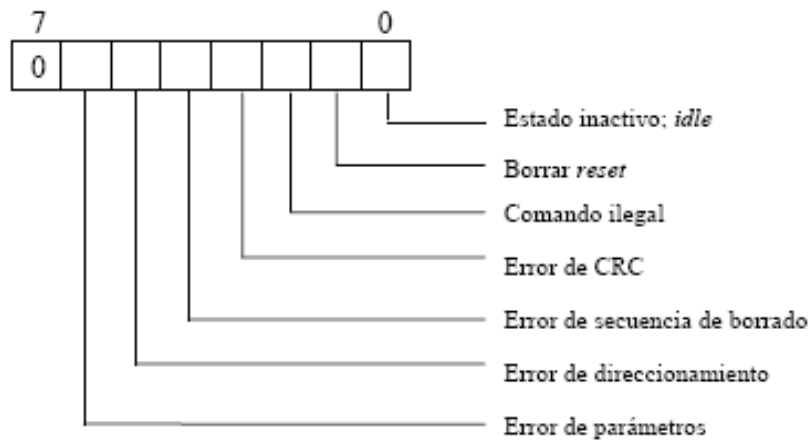 7 0
0
Estado inactivo; idle
Borrar reset
Comando ilegal
Error de CRC
Error de secuencia de borrado
Error de direccionamiento
Error de parámetros